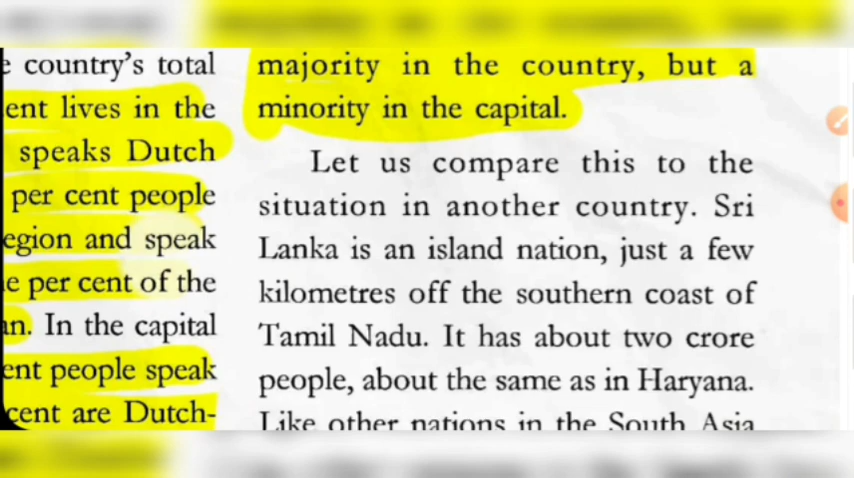 country's total
lives in the
speaks Dutch
per cent people
and speak
per cent of the
In the capital
people speak
cent are Dutch-
majority in the country, but a
minority in the capital.
Let us compare this to the
situation in another country. Sri
Lanka is an island nation, just a few
kilometres off the southern coast of
Tamil Nadu. It has about two crore
people, about the same as in Haryana.
Like other nations in the South Asia